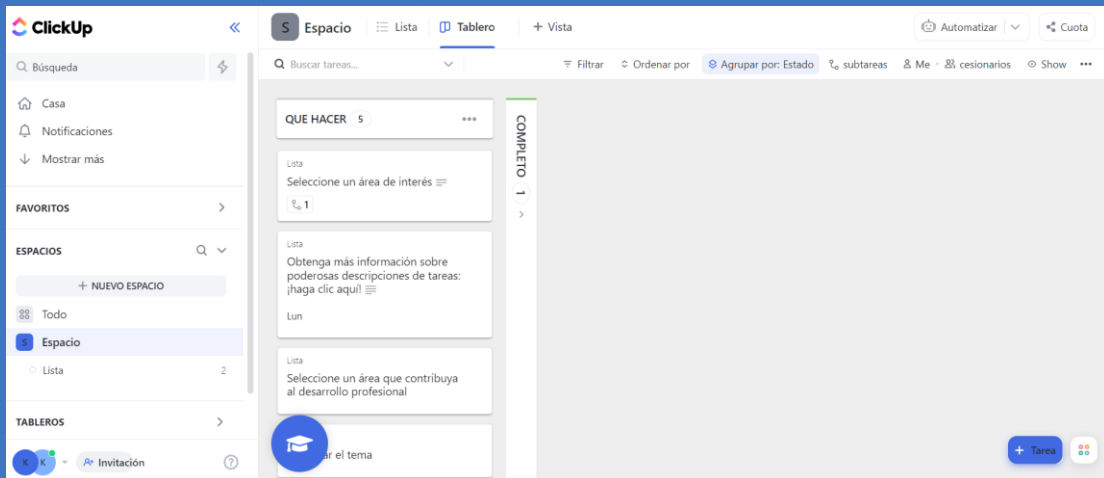 ClickUp
Búsqueda
Casa
Notificaciones
Mostrar más
FAVORITOS
ESPACIOS
+ NUEVO ESPACIO
Todo
S Espacio
Lista 2
TABLEROS
K K Invitación ?
S Espacio Lista Tablero + Vista Automatizar Cuota
Buscar tareas... Filtrar Ordenar por Agrupar por: Estado subtareas Me cesionarios Show
QUE HACER 5
Lista
Seleccione un área de interés
1
Lista
Obtenga más información sobre
poderosas descripciones de tareas:
¡haga clic aquí!
Lun
Lista
Seleccione un área que contribuya
al desarrollo profesional
el tema
COMPLETO 1
+ Tarea